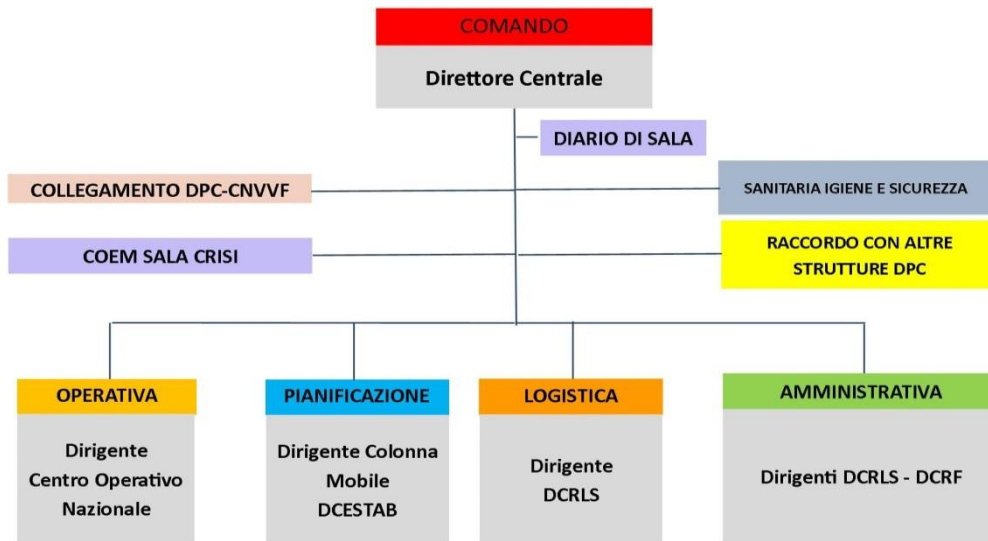 COMANDO
Direttore Centrale
DIARIO DI SALA
COLLEGAMENTO DPC-CNVVF
SANITARIA IGIENE E SICUREZZA
COEM SALA CRISI
RACCORDO CON ALTRE
STRUTTURE DPC
OPERATIVA
Dirigente
Centro Operativo
Nazionale
PIANIFICAZIONE
Dirigente Colonna
Mobile
DCESTAB
LOGISTICA
Dirigente
DCRLS
AMMINISTRATIVA
Dirigenti DCRLS - DCRF